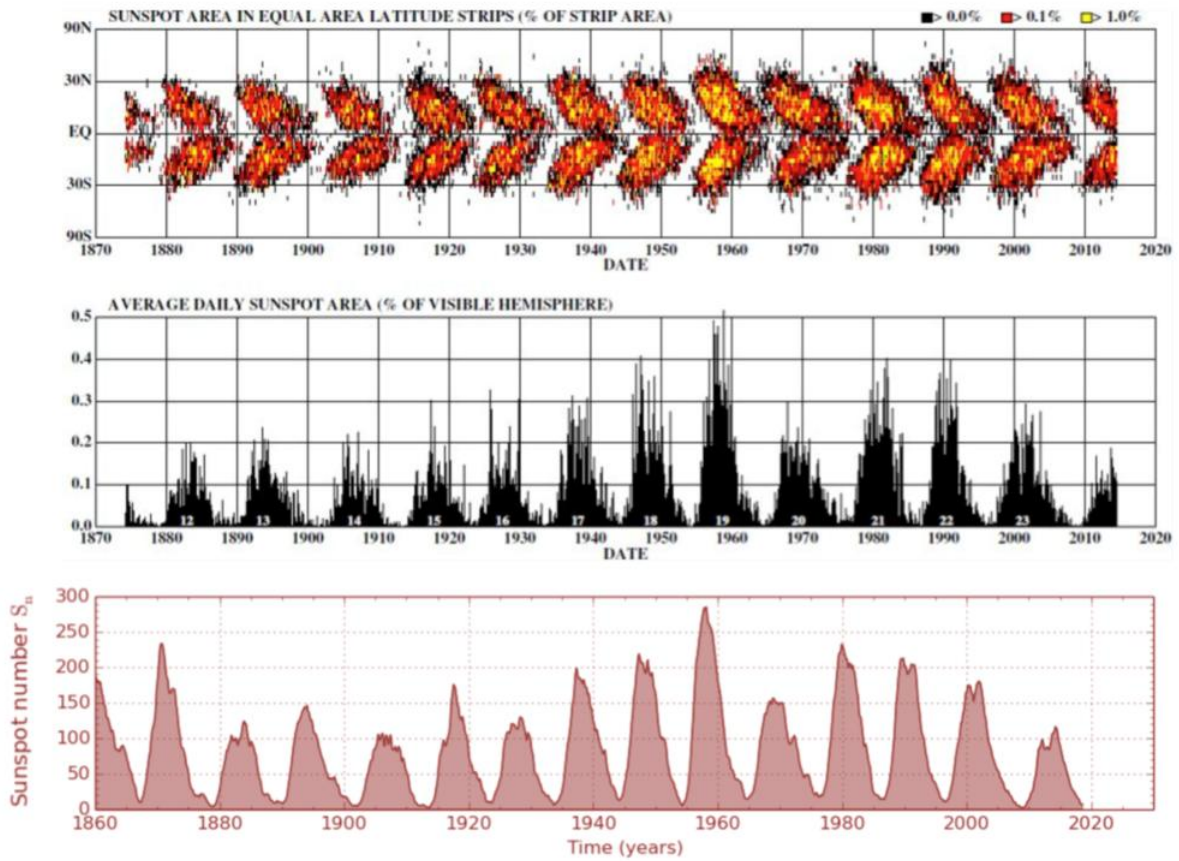 SUNSPOT AREA IN EQUAL AREA LATITUDE STRIPS (% OF STRIP AREA) > 0.0% > 0.1% > 1.0%
90N
30N
EQ
30S
90S
1870 1880 1890 1900 1910 1920 1930 1940 1950 1960 1970 1980 1990 2000 2010 2020
DATE
AVERAGE DAILY SUNSPOT AREA (% OF VISIBLE HEMISPHERE)
0.5
0.4
0.3
0.2
0.1
0.0
12 13 14 15 16 17 18 19 20 21 22 23
1870 1880 1890 1900 1910 1920 1930 1940 1950 1960 1970 1980 1990 2000 2010 2020
DATE
Sunspot number Sn
300
250
200
150
100
50
0
1860 1880 1900 1920 1940 1960 1980 2000 2020
Time (years)